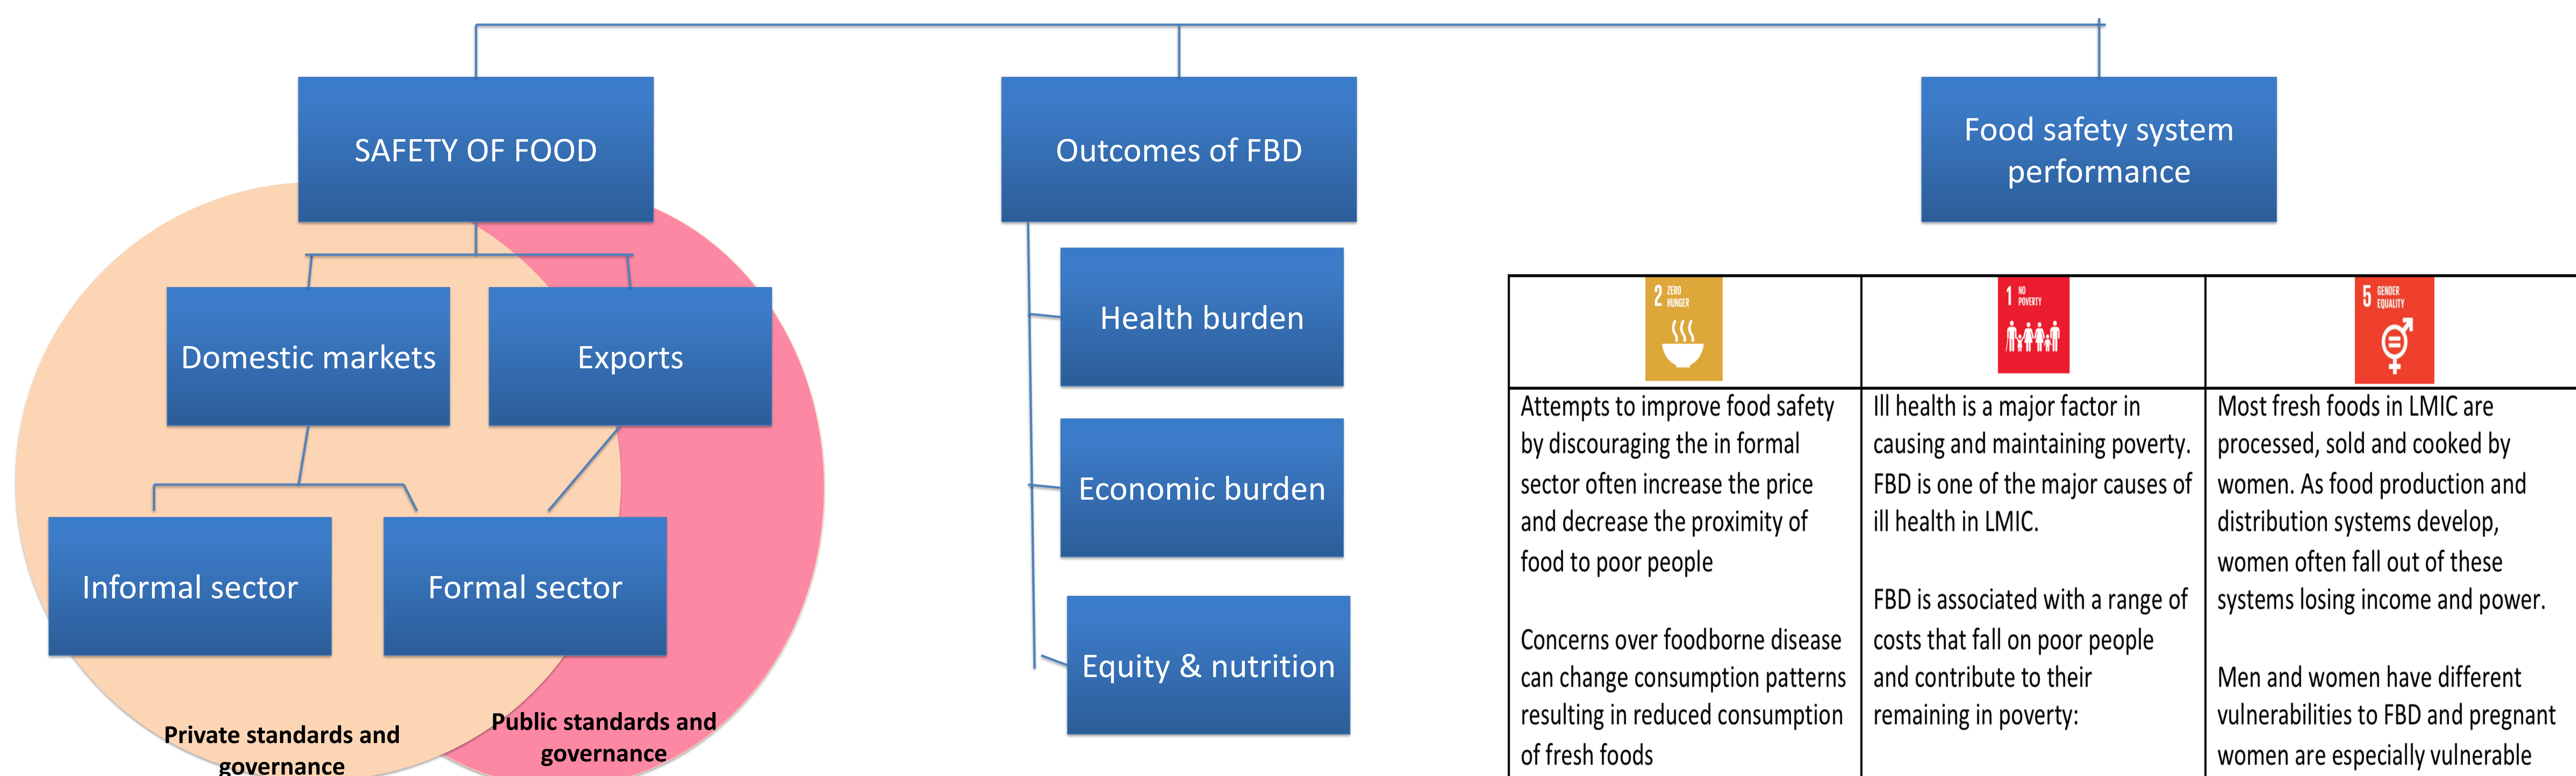 SAFETY OF FOOD
Outcomes of FBD
Food safety system
performance
Domestic markets
Exports
Informal sector
Formal sector
Private standards and
governance
Public standards and
governance
Health burden
Economic burden
Equity & nutrition
2 ZERO
HUNGER
Attempts to improve food safety
by discouraging the in formal
sector often increase the price
and decrease the proximity of
food to poor people
Concerns over foodborne disease
can change consumption patterns
resulting in reduced consumption
of fresh foods
1 NO
POVERTY
Ill health is a major factor in
causing and maintaining poverty.
FBD is one of the major causes of
ill health in LMIC.
FBD is associated with a range of
costs that fall on poor people
and contribute to their
remaining in poverty:
5 GENDER
EQUALITY
Most fresh foods in LMIC are
processed, sold and cooked by
women. As food production and
distribution systems develop,
women often fall out of these
systems losing income and power.
Men and women have different
vulnerabilities to FBD and pregnant
women are especially vulnerable